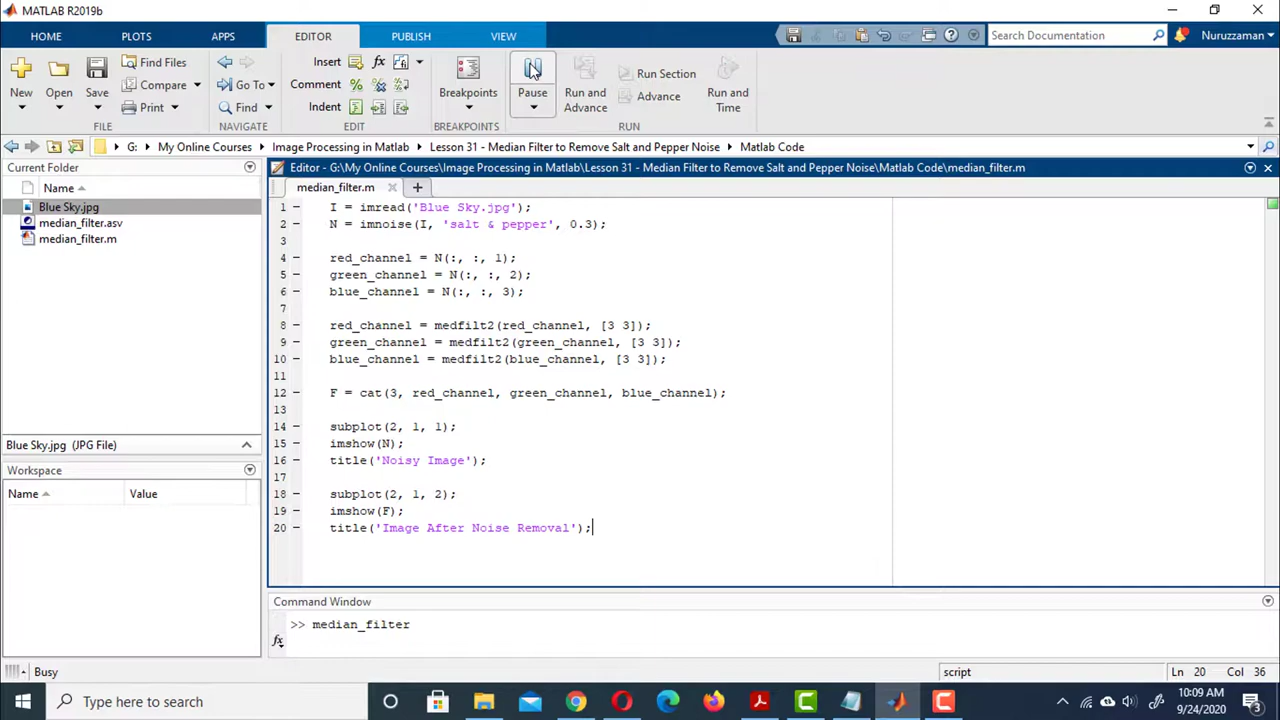 MATLAB R2019b
HOME PLOTS APPS EDITOR PUBLISH VIEW Search Documentation Nuruzzaman
New Open Save Find Files Compare Print
Go To Find
Insert fx
Comment
Indent
Breakpoints
Pause
Run and Advance
Run Section
Advance
Run and Time
FILE NAVIGATE EDIT BREAKPOINTS RUN
G: My Online Courses Image Processing in Matlab Lesson 31 - Median Filter to Remove Salt and Pepper Noise Matlab Code
Current Folder
Name
Blue Sky.jpg
median_filter.asv
median_filter.m
Blue Sky.jpg (JPG File)
Workspace
Name Value
Editor - G:\My Online Courses\Image Processing in Matlab\Lesson 31 - Median Filter to Remove Salt and Pepper Noise\Matlab Code\median_filter.m
median_filter.m
1 I = imread('Blue Sky.jpg');
2 N = imnoise(I, 'salt & pepper', 0.3);
3
4 red_channel = N(:, :, 1);
5 green_channel = N(:, :, 2);
6 blue_channel = N(:, :, 3);
7
8 red_channel = medfilt2(red_channel, [3 3]);
9 green_channel = medfilt2(green_channel, [3 3]);
10 blue_channel = medfilt2(blue_channel, [3 3]);
11
12 F = cat(3, red_channel, green_channel, blue_channel);
13
14 subplot(2, 1, 1);
15 imshow(N);
16 title('Noisy Image');
17
18 subplot(2, 1, 2);
19 imshow(F);
20 title('Image After Noise Removal');
Command Window
>> median_filter
fx
Busy script Ln 20 Col 36
Type here to search
10:09 AM
9/24/2020
3